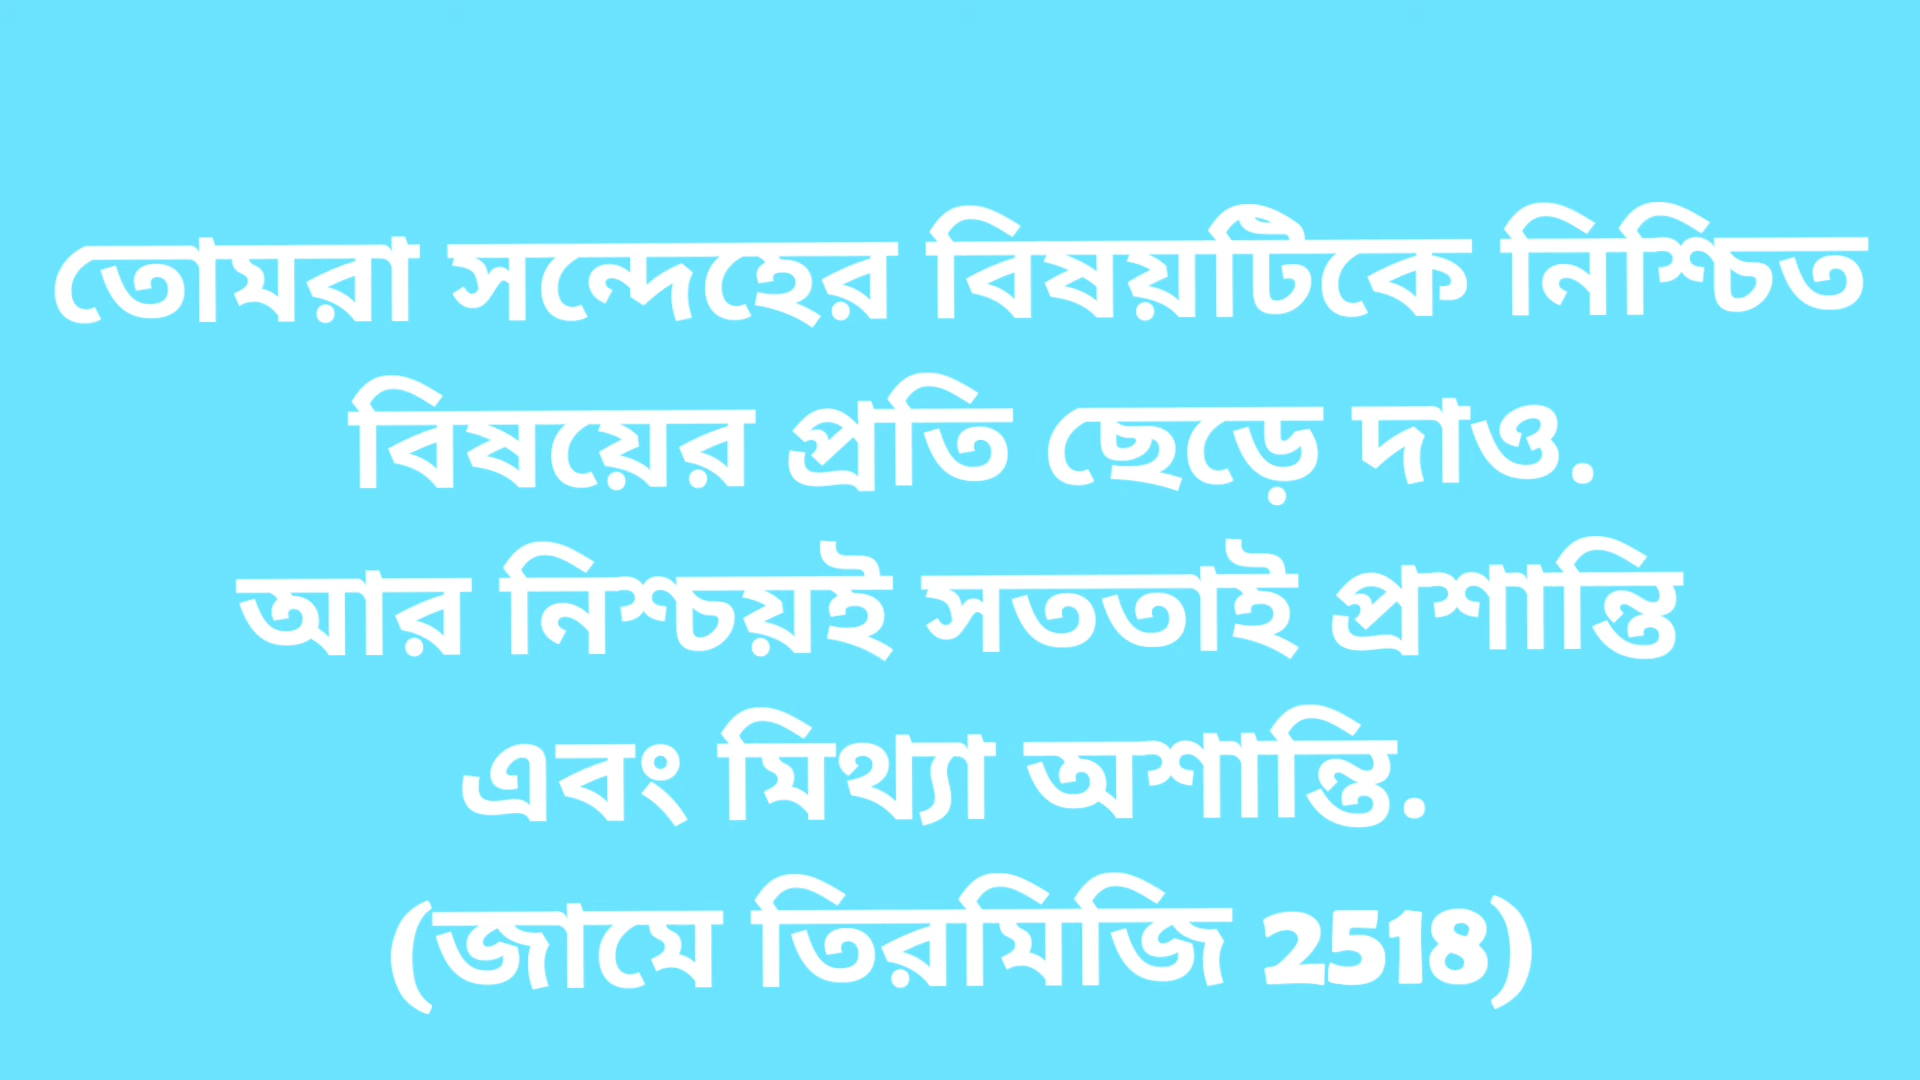 তোমরা সন্দেহের বিষয়টিকে নিশ্চিত
বিষয়ের প্রতি ছেড়ে দাও.
আর নিশ্চয়ই সততাই প্রশান্তি
এবং মিথ্যা অশান্তি.
(জামে তিরমিজি 2518)